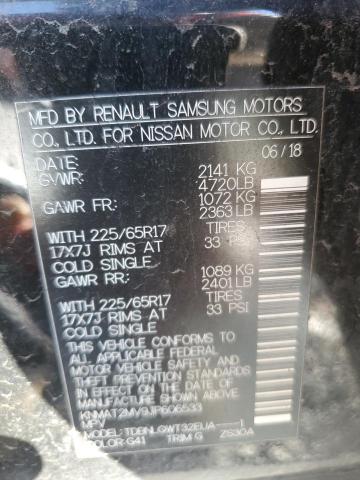 MFD BY RENAULT SAMSUNG MOTORS
CO., LTD. FOR NISSAN MOTOR CO., LTD.
DATE: 06/18
GVWR: 2141 KG
4720LB
GAWR FR: 1072 KG
2363 LB
WITH 225/65R17 TIRES
17X7J RIMS AT 33 PSI
COLD SINGLE
GAWR RR: 1089 KG
2401 LB
WITH 225/65R17 TIRES
17X7J RIMS AT 33 PSI
COLD SINGLE
THIS VEHICLE CONFORMS TO ALL
APPLICABLE FEDERAL MOTOR
VEHICLE SAFETY AND
THEFT PREVENTION STANDARDS
IN EFFECT ON THE DATE OF
MANUFACTURE SHOWN ABOVE.
KNMAT2MV9JP606533
MPV
MODEL:
COLOR: G41 TRIM: G